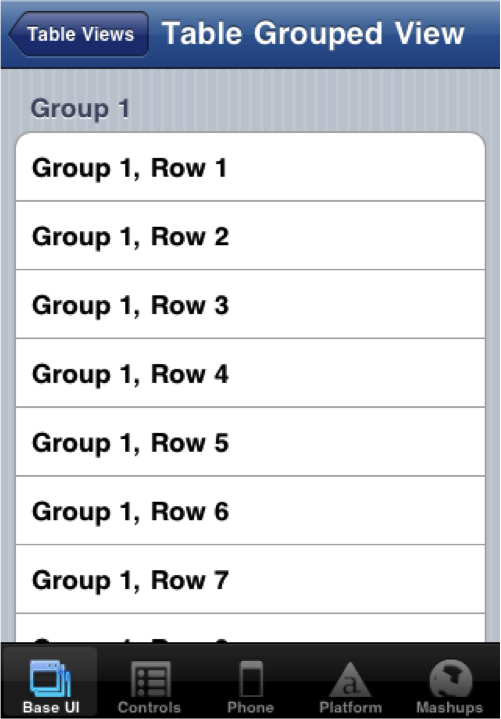 Table Views
Table Grouped View
Group 1
Group 1, Row 1
Group 1, Row 2
Group 1, Row 3
Group 1, Row 4
Group 1, Row 5
Group 1, Row 6
Group 1, Row 7
Base UI
Controls
Phone
Platform
Mashups